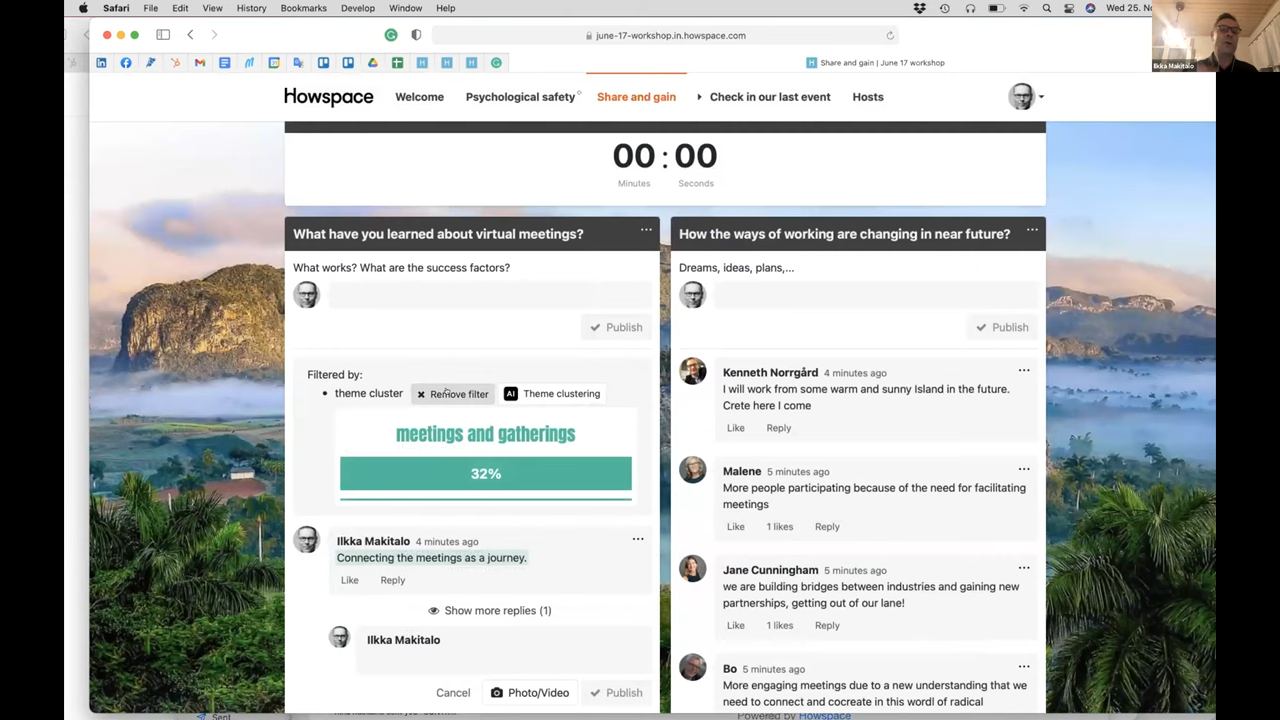 Safari File Edit View History Bookmarks Develop Window Help
Wed 25. No
june-17-workshop.in.howspace.com
Ilkka Makitalo
Share and gain | June 17 workshop
Howspace Welcome Psychological safety Share and gain Check in our last event Hosts
00 : 00
Minutes Seconds
What have you learned about virtual meetings?
What works? What are the success factors?
Publish
Filtered by:
theme cluster Remove filter AI Theme clustering
meetings and gatherings
32%
Ilkka Makitalo 4 minutes ago
Connecting the meetings as a journey.
Like Reply
Show more replies (1)
Ilkka Makitalo
Cancel Photo/Video Publish
How the ways of working are changing in near future?
Dreams, ideas, plans,...
Publish
Kenneth Norrgård 4 minutes ago
I will work from some warm and sunny Island in the future.
Crete here I come
Like Reply
Malene 5 minutes ago
More people participating because of the need for facilitating
meetings
Like 1 likes Reply
Jane Cunningham 5 minutes ago
we are building bridges between industries and gaining new
partnerships, getting out of our lane!
Like 1 likes Reply
Bo 5 minutes ago
More engaging meetings due to a new understanding that we
need to connect and cocreate in this wordl of radical
Sent
Powered by Howspace